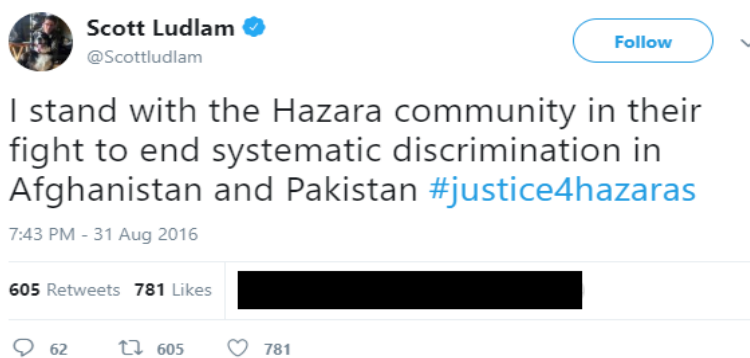 Scott Ludlam
@Scottludlam
Follow
I stand with the Hazara community in their
fight to end systematic discrimination in
Afghanistan and Pakistan #justice4hazaras
7:43 PM - 31 Aug 2016
605 Retweets 781 Likes
62 605 781